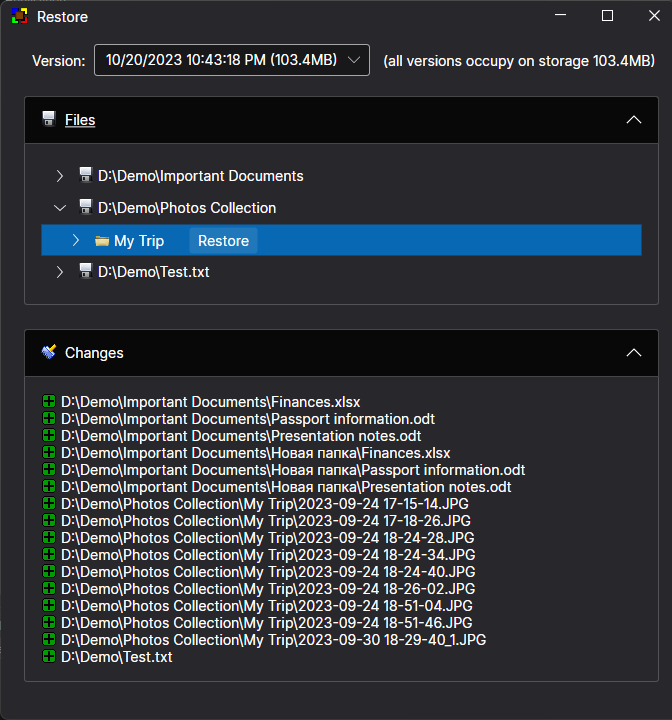 Restore
Version: 10/20/2023 10:43:18 PM (103.4MB) (all versions occupy on storage 103.4MB)
Files
D:\Demo\Important Documents
D:\Demo\Photos Collection
My Trip Restore
D:\Demo\Test.txt
Changes
D:\Demo\Important Documents\Finances.xlsx
D:\Demo\Important Documents\Passport information.odt
D:\Demo\Important Documents\Presentation notes.odt
D:\Demo\Important Documents\Новая папка\Finances.xlsx
D:\Demo\Important Documents\Новая папка\Passport information.odt
D:\Demo\Important Documents\Новая папка\Presentation notes.odt
D:\Demo\Photos Collection\My Trip\2023-09-24 17-15-14.JPG
D:\Demo\Photos Collection\My Trip\2023-09-24 17-18-26.JPG
D:\Demo\Photos Collection\My Trip\2023-09-24 18-24-28.JPG
D:\Demo\Photos Collection\My Trip\2023-09-24 18-24-34.JPG
D:\Demo\Photos Collection\My Trip\2023-09-24 18-24-40.JPG
D:\Demo\Photos Collection\My Trip\2023-09-24 18-26-02.JPG
D:\Demo\Photos Collection\My Trip\2023-09-24 18-51-04.JPG
D:\Demo\Photos Collection\My Trip\2023-09-24 18-51-46.JPG
D:\Demo\Photos Collection\My Trip\2023-09-30 18-29-40_1.JPG
D:\Demo\Test.txt